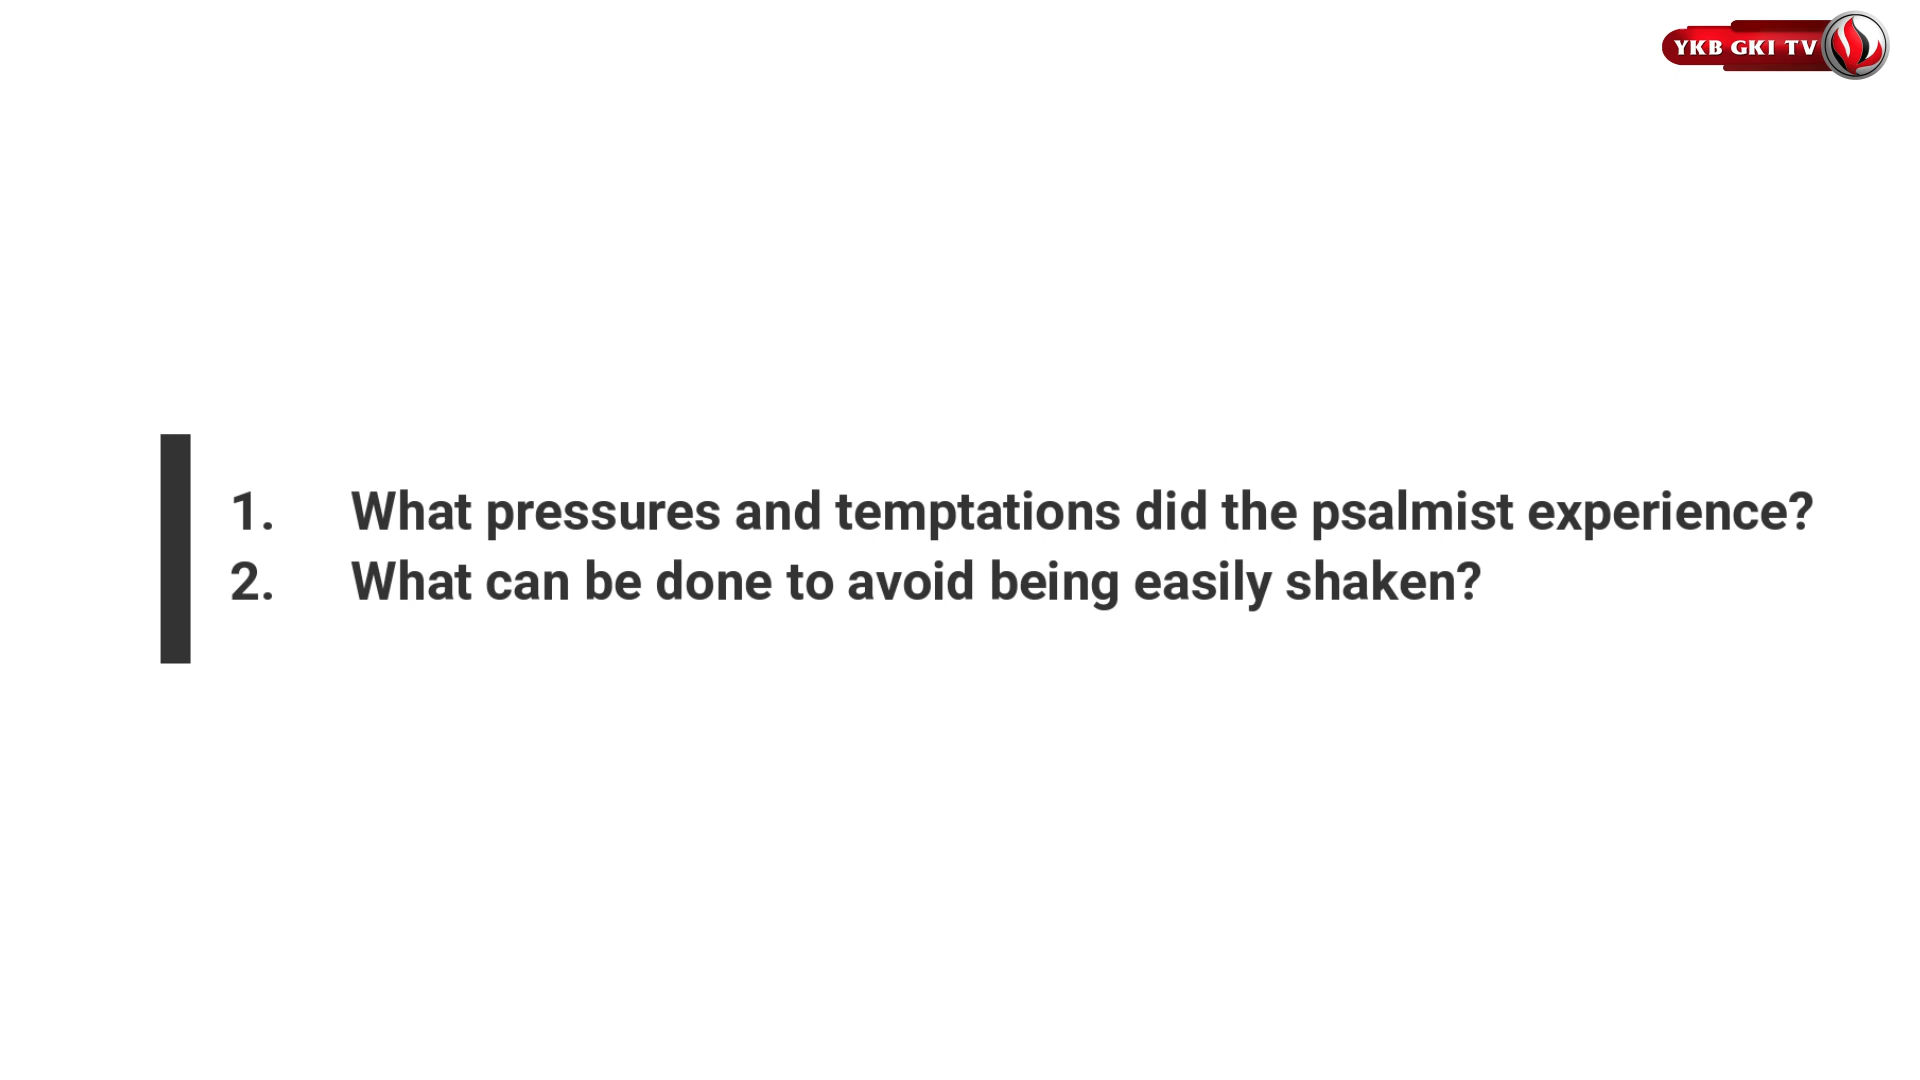 YKB GKI TV
1. What pressures and temptations did the psalmist experience?
2. What can be done to avoid being easily shaken?